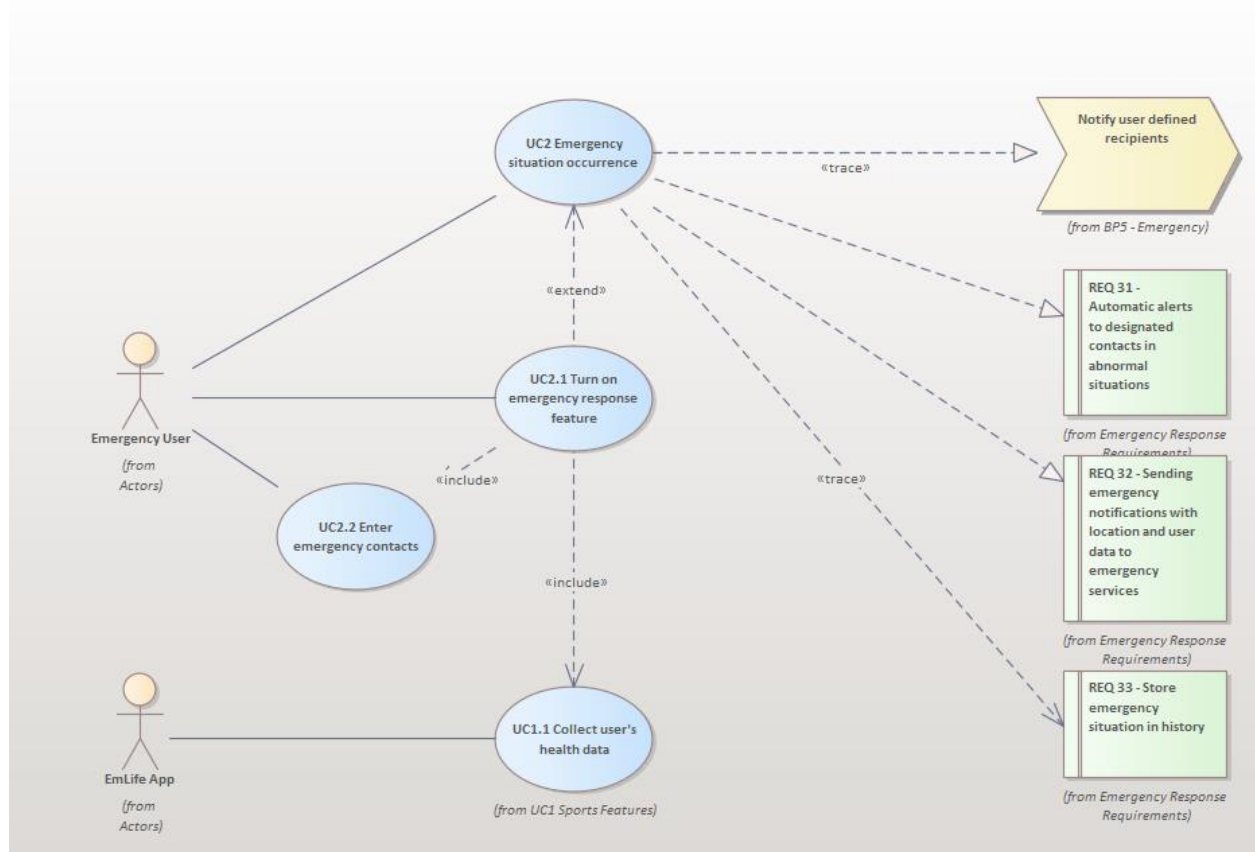 UC2 Emergency
situation occurrence
«trace»
Notify user defined
recipients
(from BP5 - Emergency)
«extend»
REQ 31 -
Automatic alerts
to designated
contacts in
abnormal
situations
(from Emergency Response
Requirements)
UC2.1 Turn on
emergency response
feature
Emergency User
(from
Actors)
«include»
«trace»
REQ 32 - Sending
emergency
notifications with
location and user
data to
emergency
services
(from Emergency Response
Requirements)
UC2.2 Enter
emergency contacts
«include»
REQ 33 - Store
emergency
situation in history
(from Emergency Response
Requirements)
UC1.1 Collect user's
health data
(from UC1 Sports Features)
EmLife App
(from
Actors)